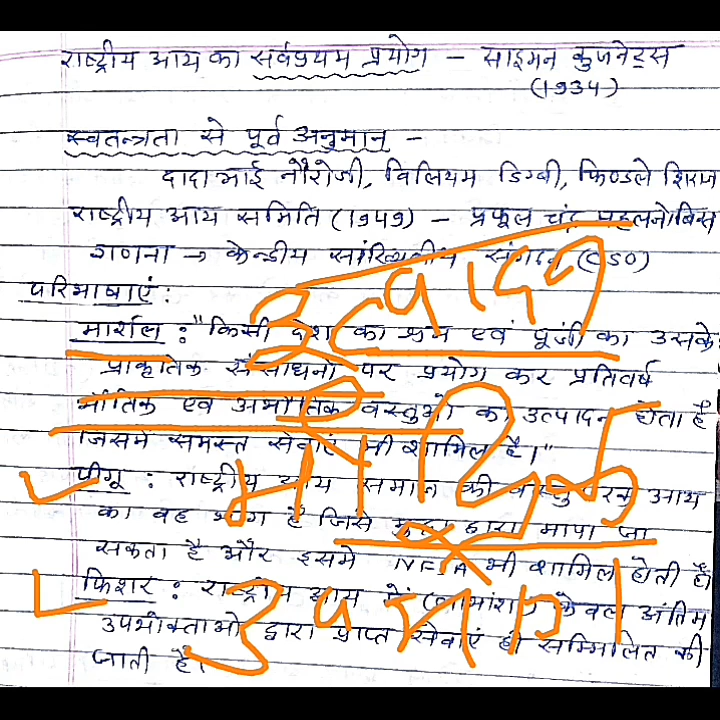 राष्ट्रीय आय का सर्वप्रथम प्रयोग – साइमन कुजनेट्स
(1934)
स्वतन्त्रता से पूर्व अनुमान –
दादा भाई नौरोजी, विलियम डिग्बी, फिण्डले शिराज
राष्ट्रीय आय समिति (1949) – प्रफूल चंद्र महलनोबिस
गणना → केन्द्रीय सांख्यिकीय संगठन (CSO)
परिभाषाएं:
मार्शल : "किसी देश का श्रम एवं पूंजी का उसके
प्राकृतिक संसाधनो पर प्रयोग कर प्रतिवर्ष
भौतिक एवं अभौतिक वस्तुओ का उत्पादन होता है
जिसमें समस्त सेवाएं भी शामिल है।"
पीगू : राष्ट्रीय आय समाज की वास्तु आय
का वह भाग है जिसे मुद्रा द्वारा मापा जा
सकता है और इसमे NFIA भी शामिल होती है
फिशर : राष्ट्रीय आय में (लाभांश) केवल अंतिम
उपभोक्ताओ द्वारा प्राप्त सेवाएं ही सम्मिलित की
जाती है।
उत्पादन
मौद्रिक